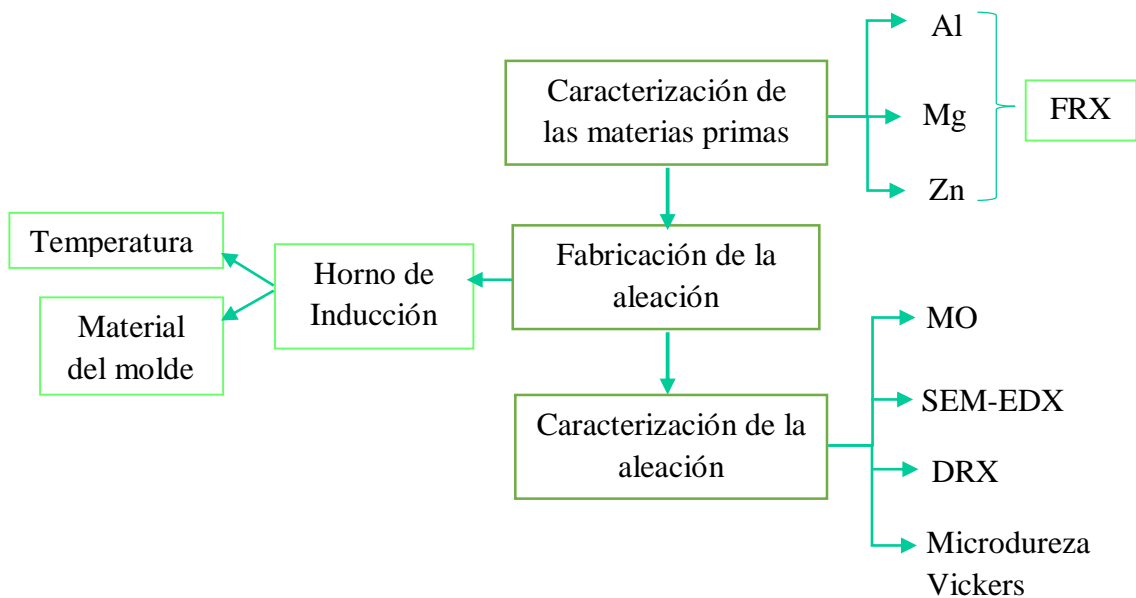 Caracterización de
las materias primas
Al
Mg
Zn
FRX
Fabricación de la
aleación
Horno de
Inducción
Temperatura
Material
del molde
Caracterización de la
aleación
MO
SEM-EDX
DRX
Microdureza
Vickers